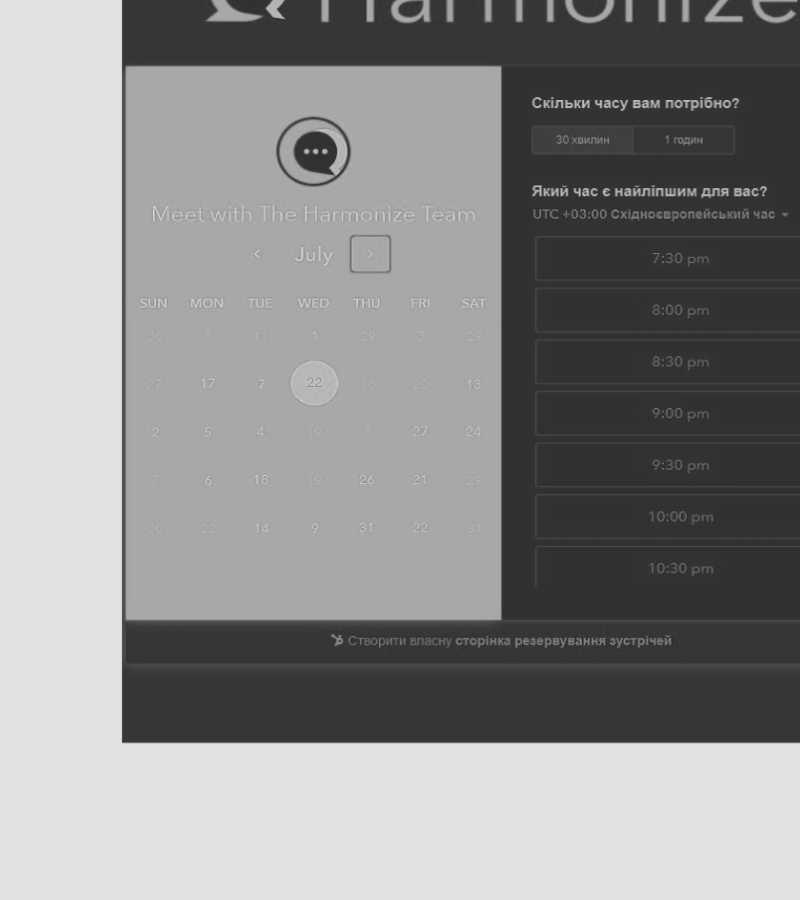 Harmonize
Meet with The Harmonize Team
July
SUN MON TUE WED THU FRI SAT
30 11 1 29 3 29
27 17 7 22 16 20 13
2 5 4 19 27 24
7 6 18 19 26 21 29
30 22 14 9 31 22 31
Скільки часу вам потрібно?
30 хвилин 1 годин
Який час є найліпшим для вас?
UTC +03:00 Східноєвропейський час
7:30 pm
8:00 pm
8:30 pm
9:00 pm
9:30 pm
10:00 pm
10:30 pm
Створити власну сторінка резервування зустрічей